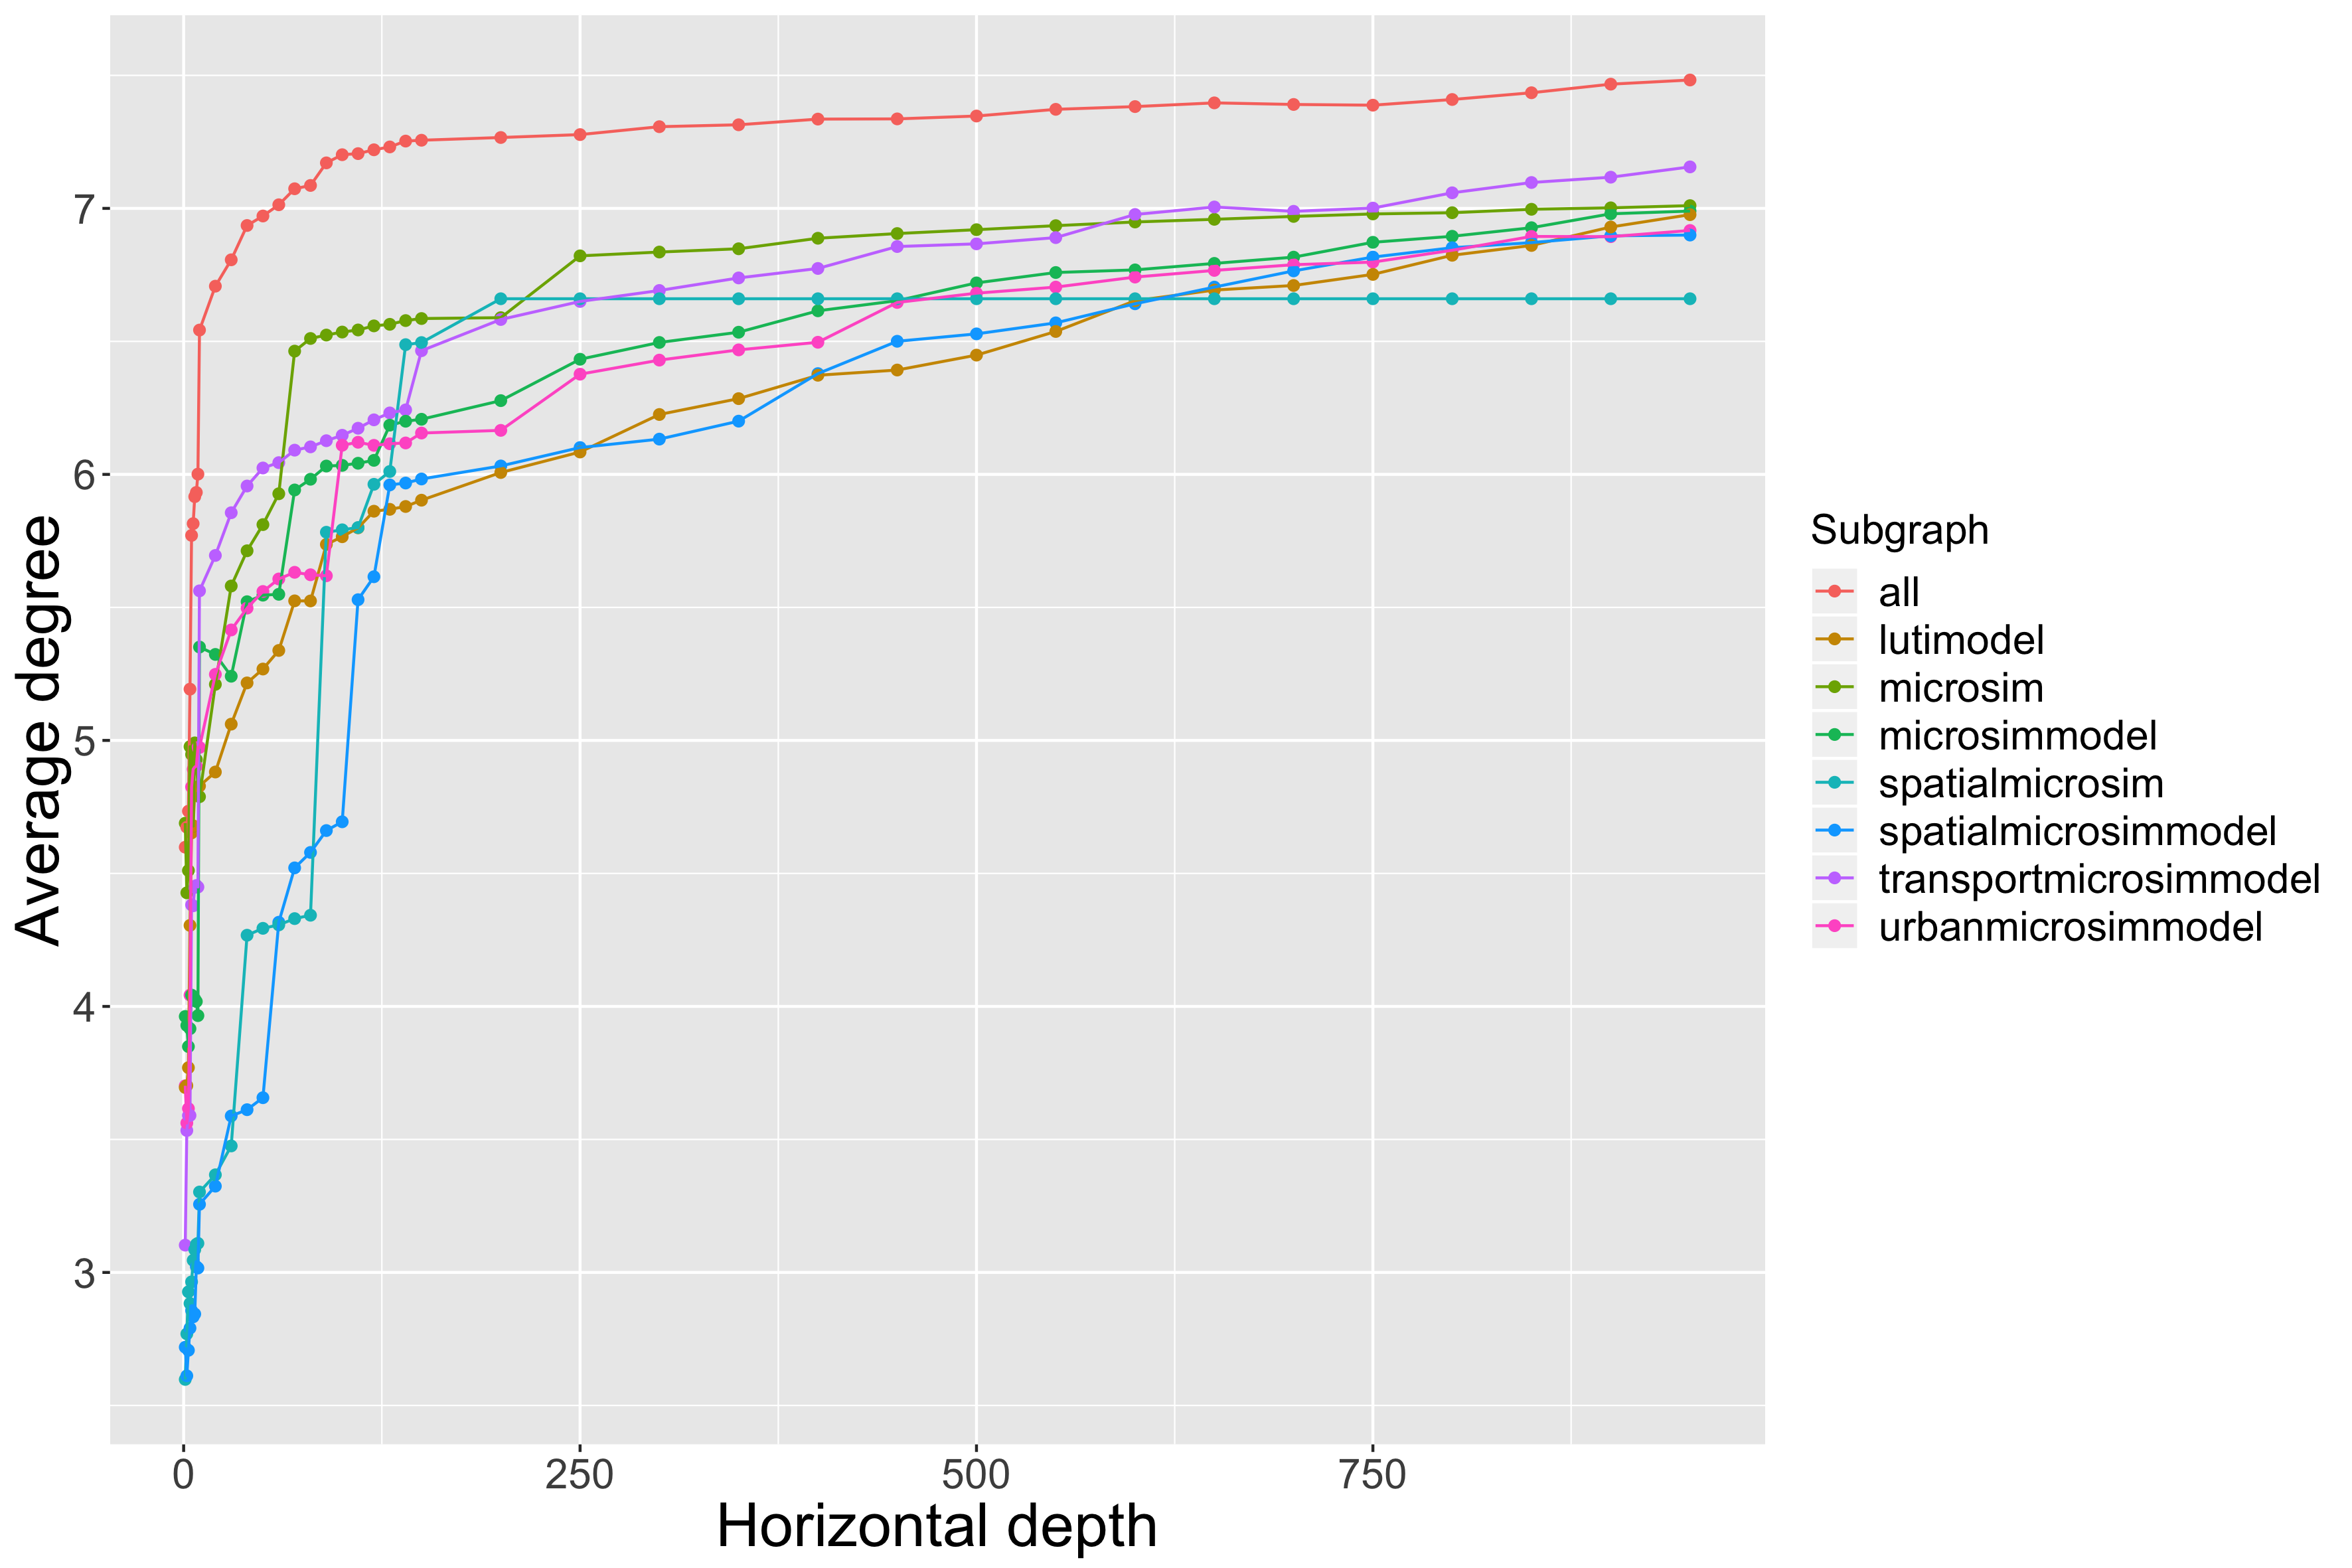 7
6
5
4
3
Average degree
0
250
500
750
Horizontal depth
Subgraph
all
lutimodel
microsim
microsimmodel
spatialmicrosim
spatialmicrosimmodel
transportmicrosimmodel
urbanmicrosimmodel